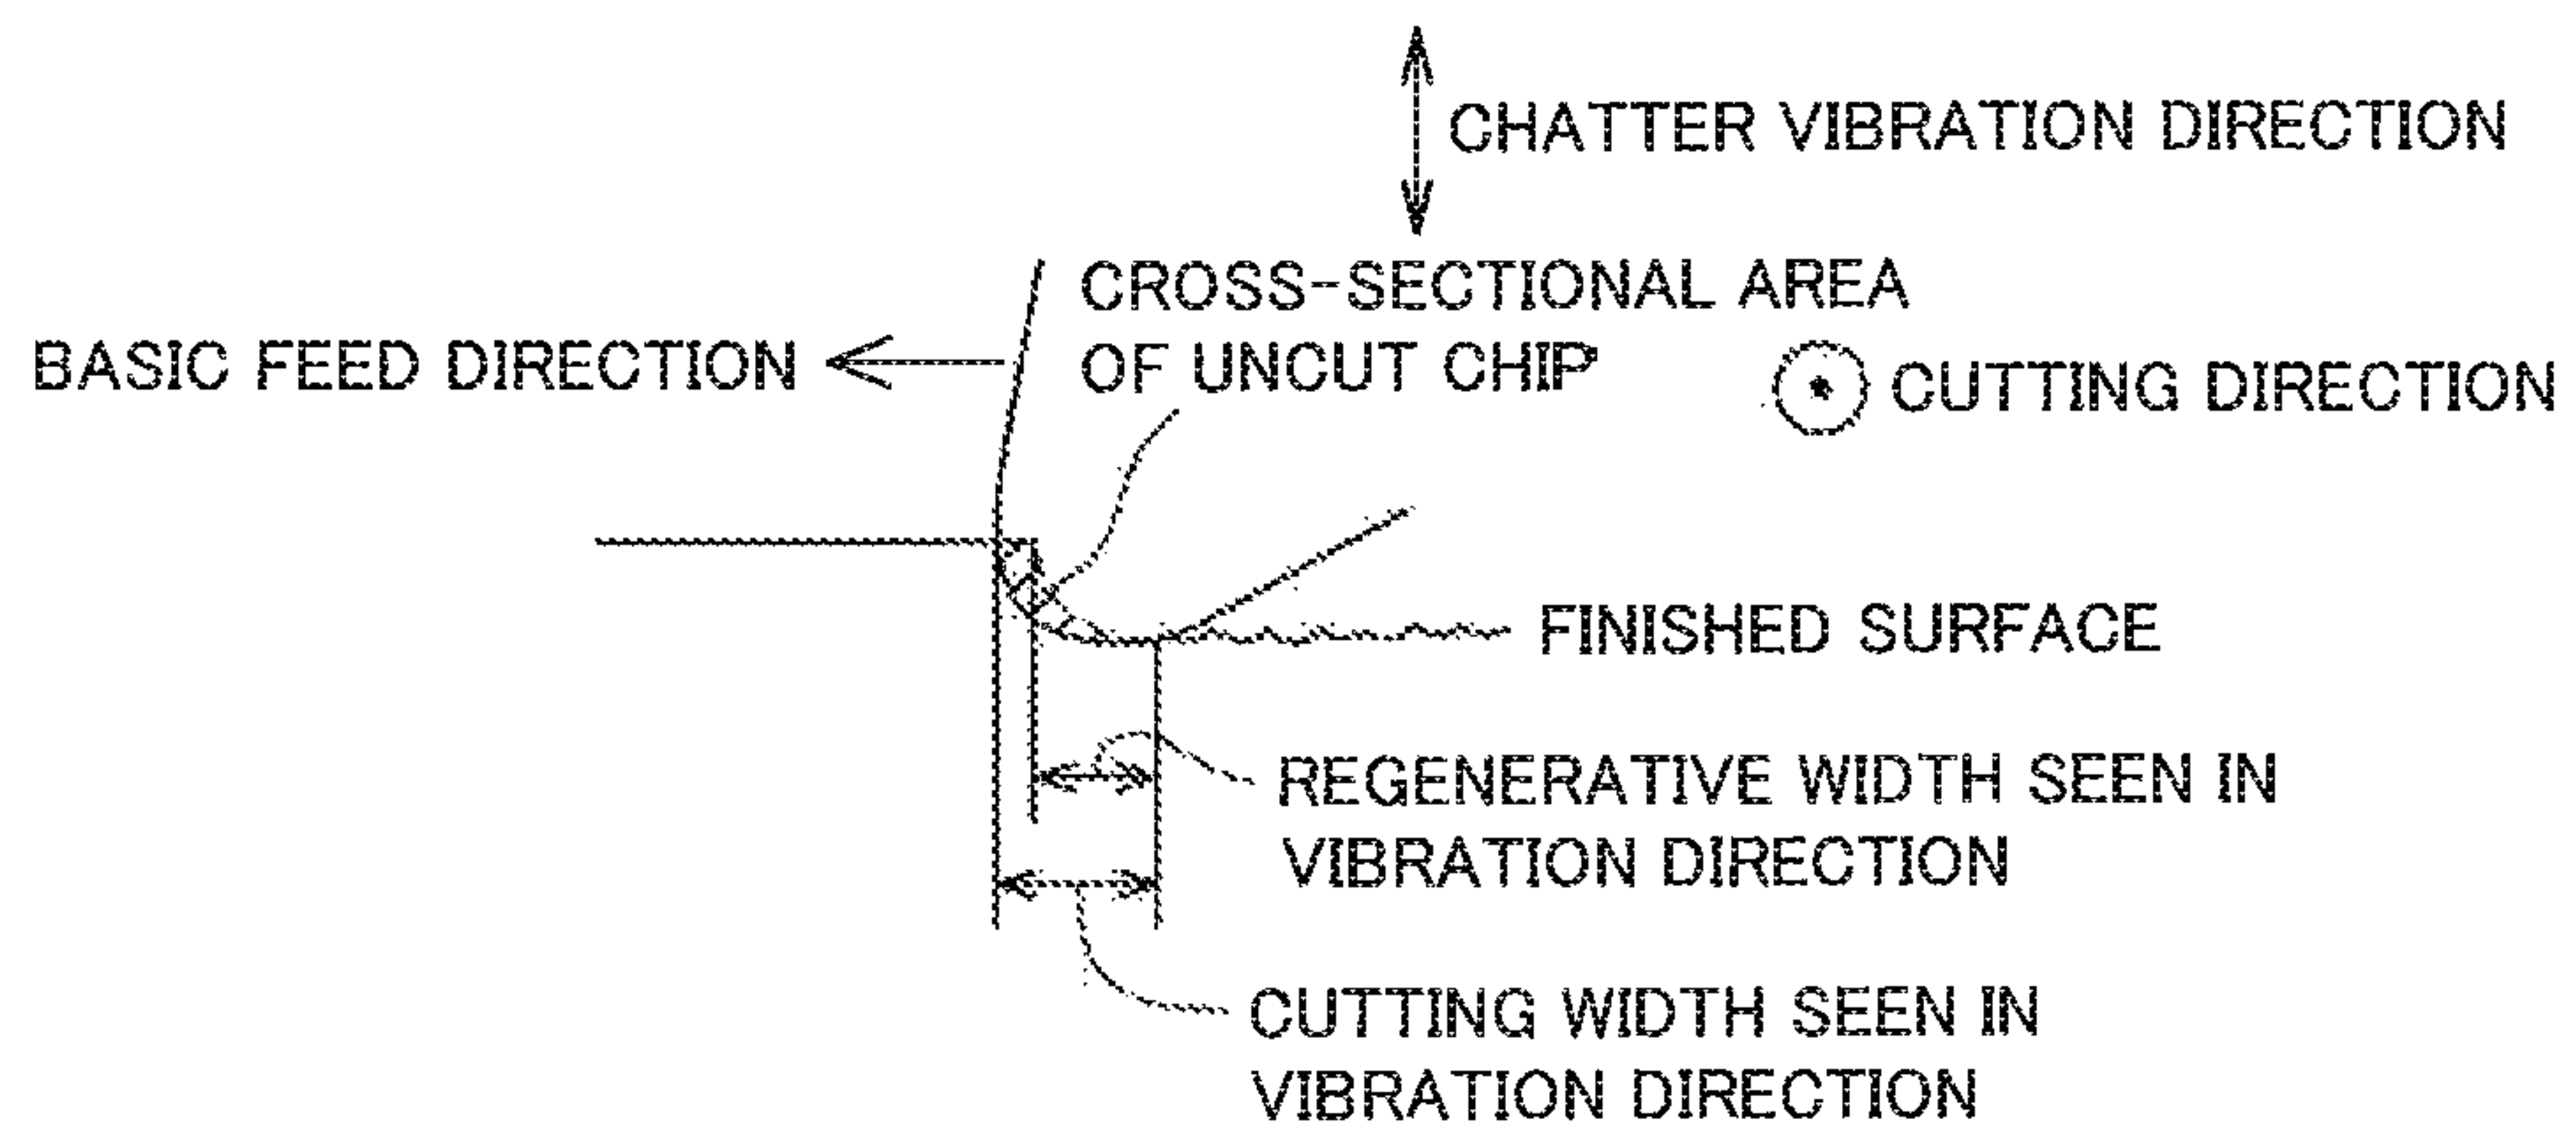 CHATTER VIBRATION DIRECTION
CROSS-SECTIONAL AREA
OF UNCUT CHIP
BASIC FEED DIRECTION
CUTTING DIRECTION
FINISHED SURFACE
REGENERATIVE WIDTH SEEN IN
VIBRATION DIRECTION
CUTTING WIDTH SEEN IN
VIBRATION DIRECTION